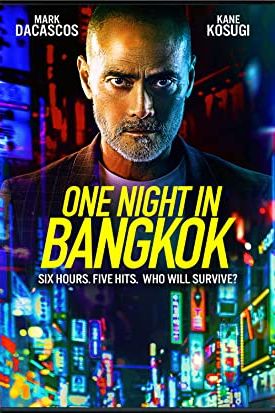 MARK
DACASCOS
KANE
KOSUGI
ONE NIGHT IN
BANGKOK
SIX HOURS. FIVE HITS. WHO WILL SURVIVE?